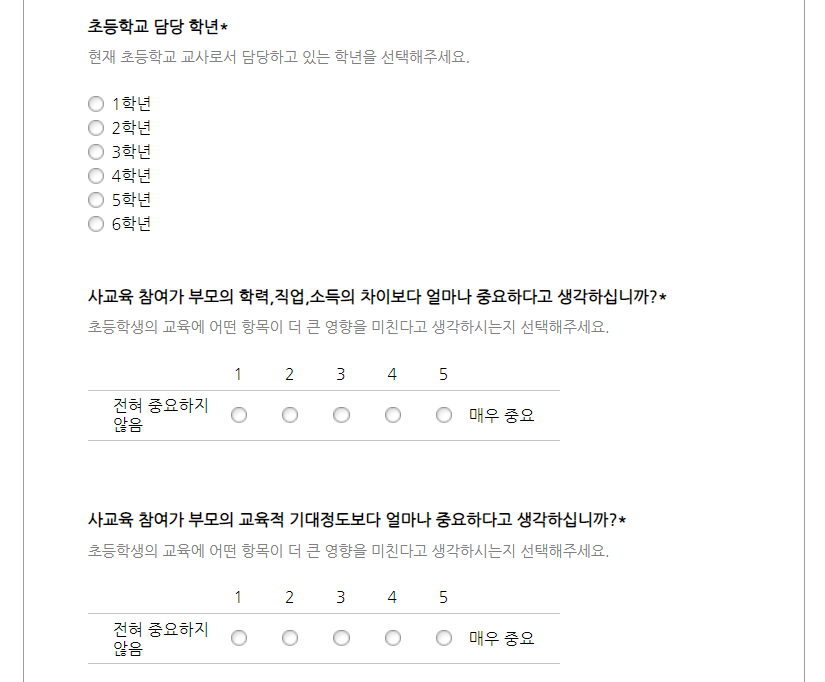 초등학교 담당 학년*
현재 초등학교 교사로서 담당하고 있는 학년을 선택해주세요.
1학년
2학년
3학년
4학년
5학년
6학년
사교육 참여가 부모의 학력,직업,소득의 차이보다 얼마나 중요하다고 생각하십니까?*
초등학생의 교육에 어떤 항목이 더 큰 영향을 미친다고 생각하시는지 선택해주세요.
1 2 3 4 5
전혀 중요하지
않음
매우 중요
사교육 참여가 부모의 교육적 기대정도보다 얼마나 중요하다고 생각하십니까?*
초등학생의 교육에 어떤 항목이 더 큰 영향을 미친다고 생각하시는지 선택해주세요.
1 2 3 4 5
전혀 중요하지
않음
매우 중요